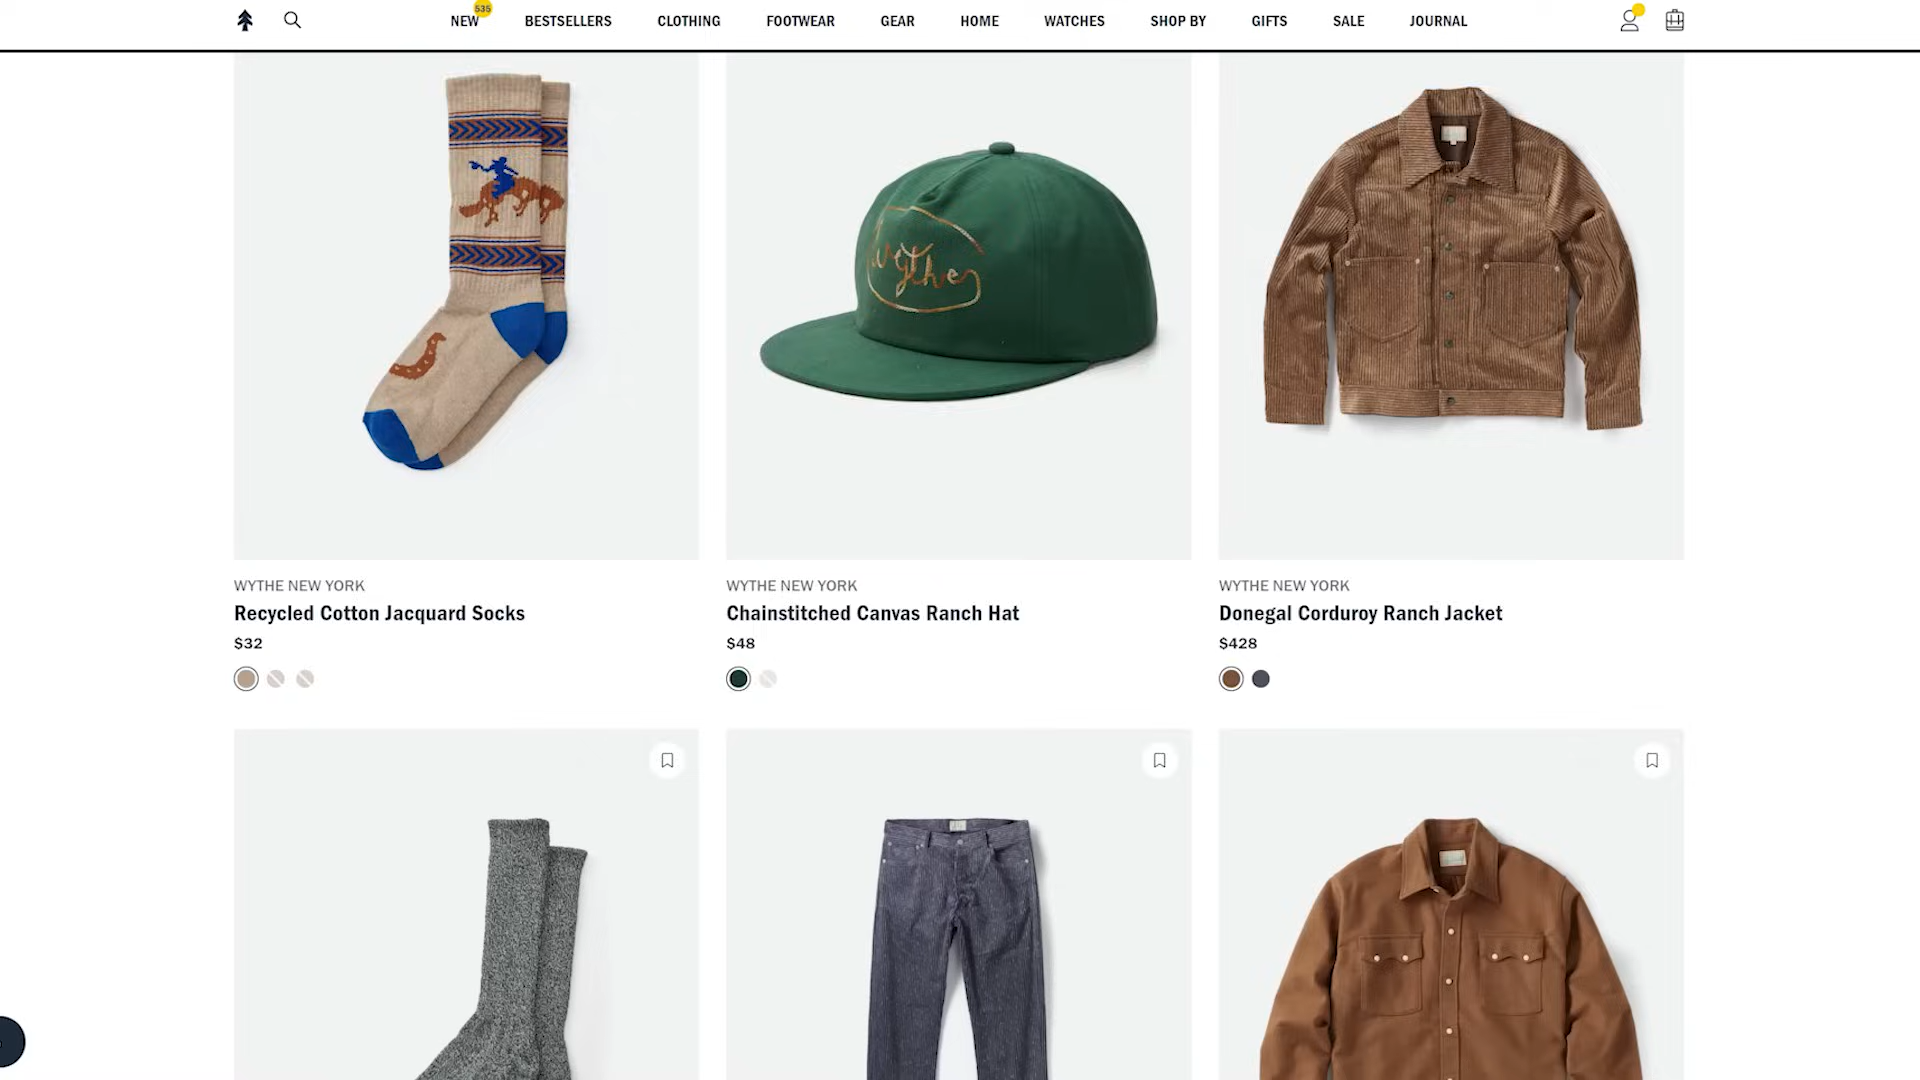 NEW
535
BESTSELLERS
CLOTHING
FOOTWEAR
GEAR
HOME
WATCHES
SHOP BY
GIFTS
SALE
JOURNAL
wythe
WYTHE NEW YORK
Recycled Cotton Jacquard Socks
$32
WYTHE NEW YORK
Chainstitched Canvas Ranch Hat
$48
WYTHE NEW YORK
Donegal Corduroy Ranch Jacket
$428